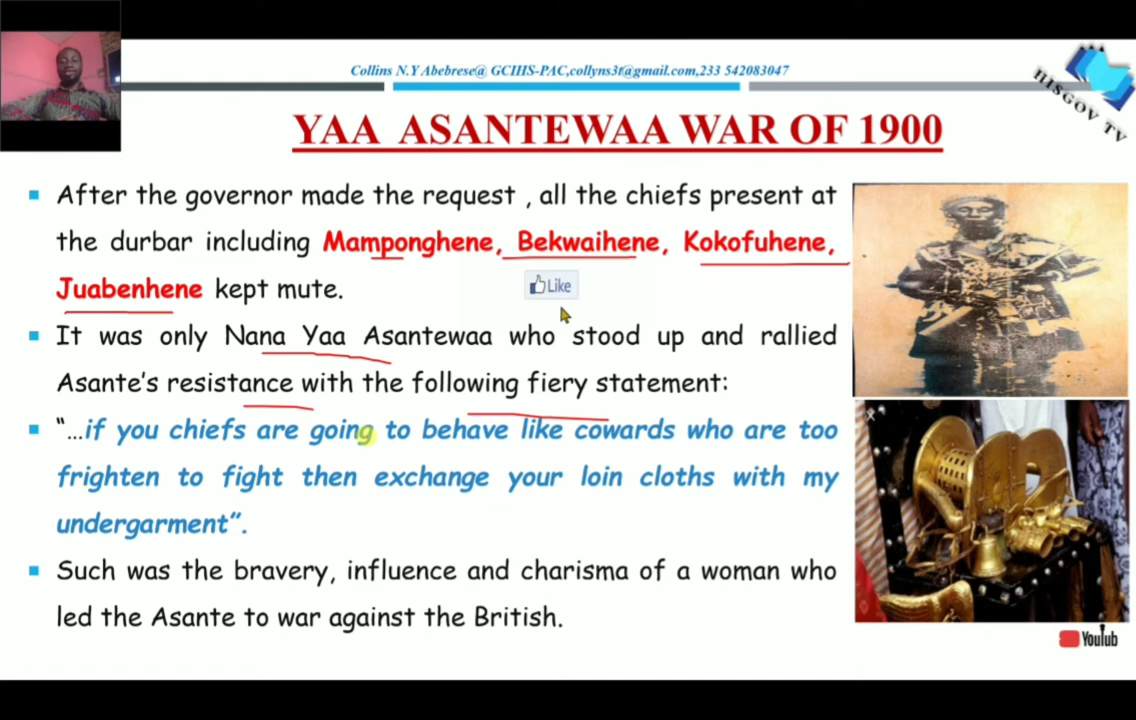 Collins N.Y Abebrese@ GCIHS-PAC,collyns3t@gmail.com,233 542083047
HISGOV TV
YAA ASANTEWAA WAR OF 1900
After the governor made the request , all the chiefs present at
the durbar including Mamponghene, Bekwaihene, Kokofuhene,
Juabenhene kept mute.
Like
It was only Nana Yaa Asantewaa who stood up and rallied
Asante's resistance with the following fiery statement:
"...if you chiefs are going to behave like cowards who are too
frighten to fight then exchange your loin cloths with my
undergarment".
Such was the bravery, influence and charisma of a woman who
led the Asante to war against the British.
YouTub